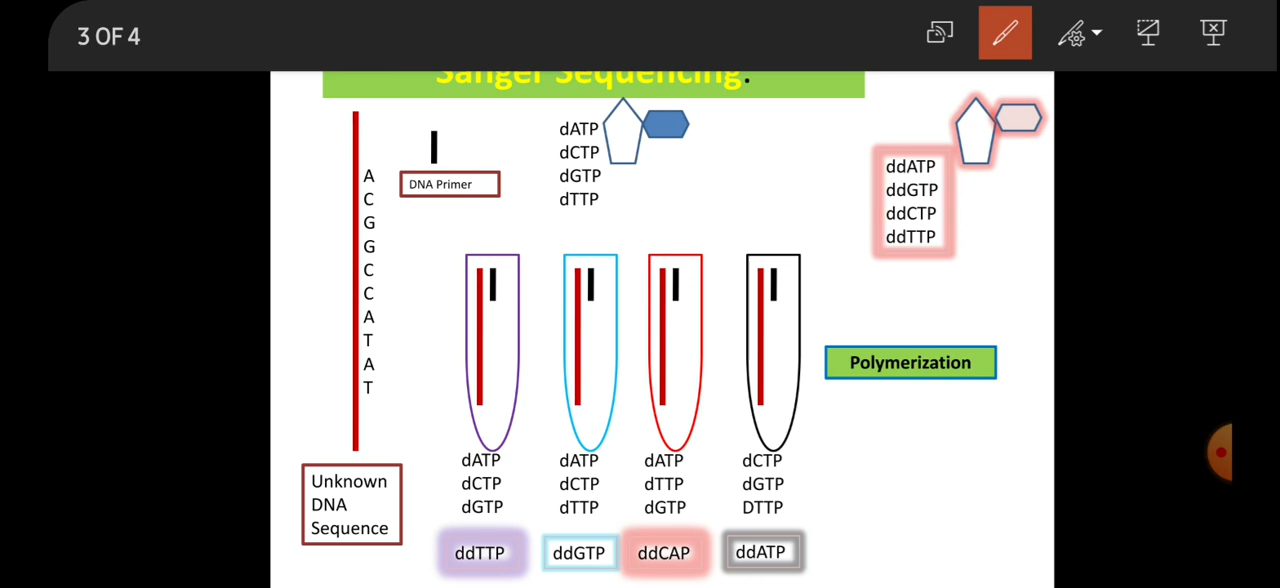 3 OF 4
Sanger Sequencing.
DNA Primer
dATP
dCTP
dGTP
dTTP
ddATP
ddGTP
ddCTP
ddTTP
A
C
G
G
C
C
A
T
A
T
Polymerization
Unknown
DNA
Sequence
dATP
dCTP
dGTP
ddTTP
dATP
dCTP
dTTP
ddGTP
dATP
dTTP
dGTP
ddCAP
dCTP
dGTP
DTTP
ddATP